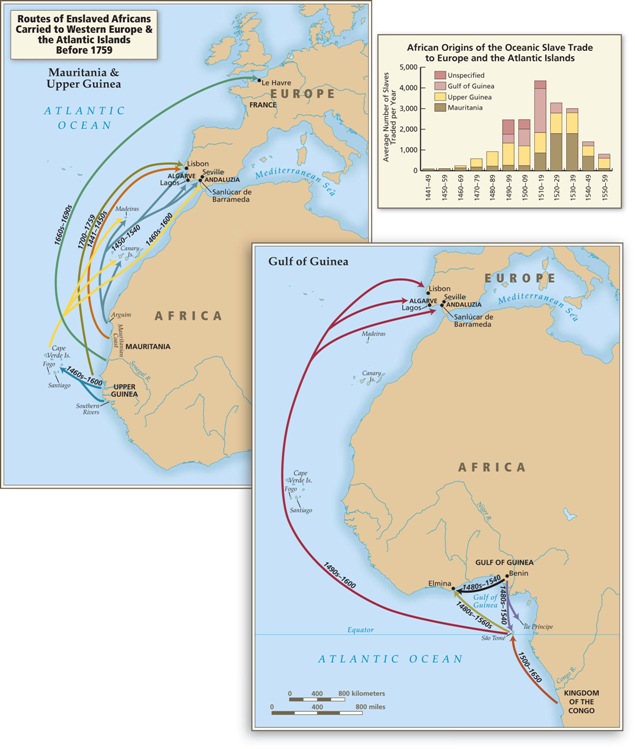 Routes of Enslaved Africans
Carried to Western Europe &
the Atlantic Islands
Before 1759
Mauritania &
Upper Guinea
ATLANTIC
OCEAN
EUROPE
Le Havre
FRANCE
Lisbon
ALGARVE
Lagos
Seville
ANDALUZIA
Sanlúcar de
Barrameda
Mediterranean Sea
Madeiras
Canary
Is.
1660s–1690s
1700–1759
1441–1450s
1450–1540
1460s–1600
AFRICA
Arguin
Mauritanian
Coast
MAURITANIA
Senegal R.
Cape
Verde Is.
Fogo
Santiago
1460s–1600
UPPER
GUINEA
Southern
Rivers
African Origins of the Oceanic Slave Trade
to Europe and the Atlantic Islands
Average Number of Slaves
Traded per Year
5,000
4,000
3,000
2,000
1,000
0
Unspecified
Gulf of Guinea
Upper Guinea
Mauritania
1441–49
1450–59
1460–69
1470–79
1480–89
1490–99
1500–09
1510–19
1520–29
1530–39
1540–49
1550–59
Gulf of Guinea
EUROPE
Lisbon
ALGARVE
Lagos
Seville
ANDALUZIA
Sanlúcar de
Barrameda
Mediterranean Sea
Madeiras
Canary
Is.
AFRICA
Cape
Verde Is.
Fogo
Santiago
Niger R.
GULF OF GUINEA
Benin
Elmina
1480s–1540
Gulf of
Guinea
1480s–1540
1480s–1560s
Ile Príncipe
São Tomé
1490s–1600
Equator
ATLANTIC OCEAN
1500–1650
Congo R.
KINGDOM
OF THE
CONGO
0 400 800 kilometers
0 400 800 miles